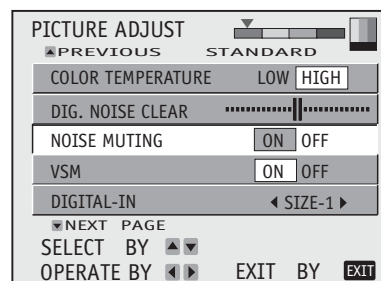 PICTURE ADJUST
PREVIOUS STANDARD
COLOR TEMPERATURE LOW HIGH
DIG. NOISE CLEAR
NOISE MUTING ON OFF
VSM ON OFF
DIGITAL-IN SIZE-1
NEXT PAGE
SELECT BY
OPERATE BY EXIT BY EXIT